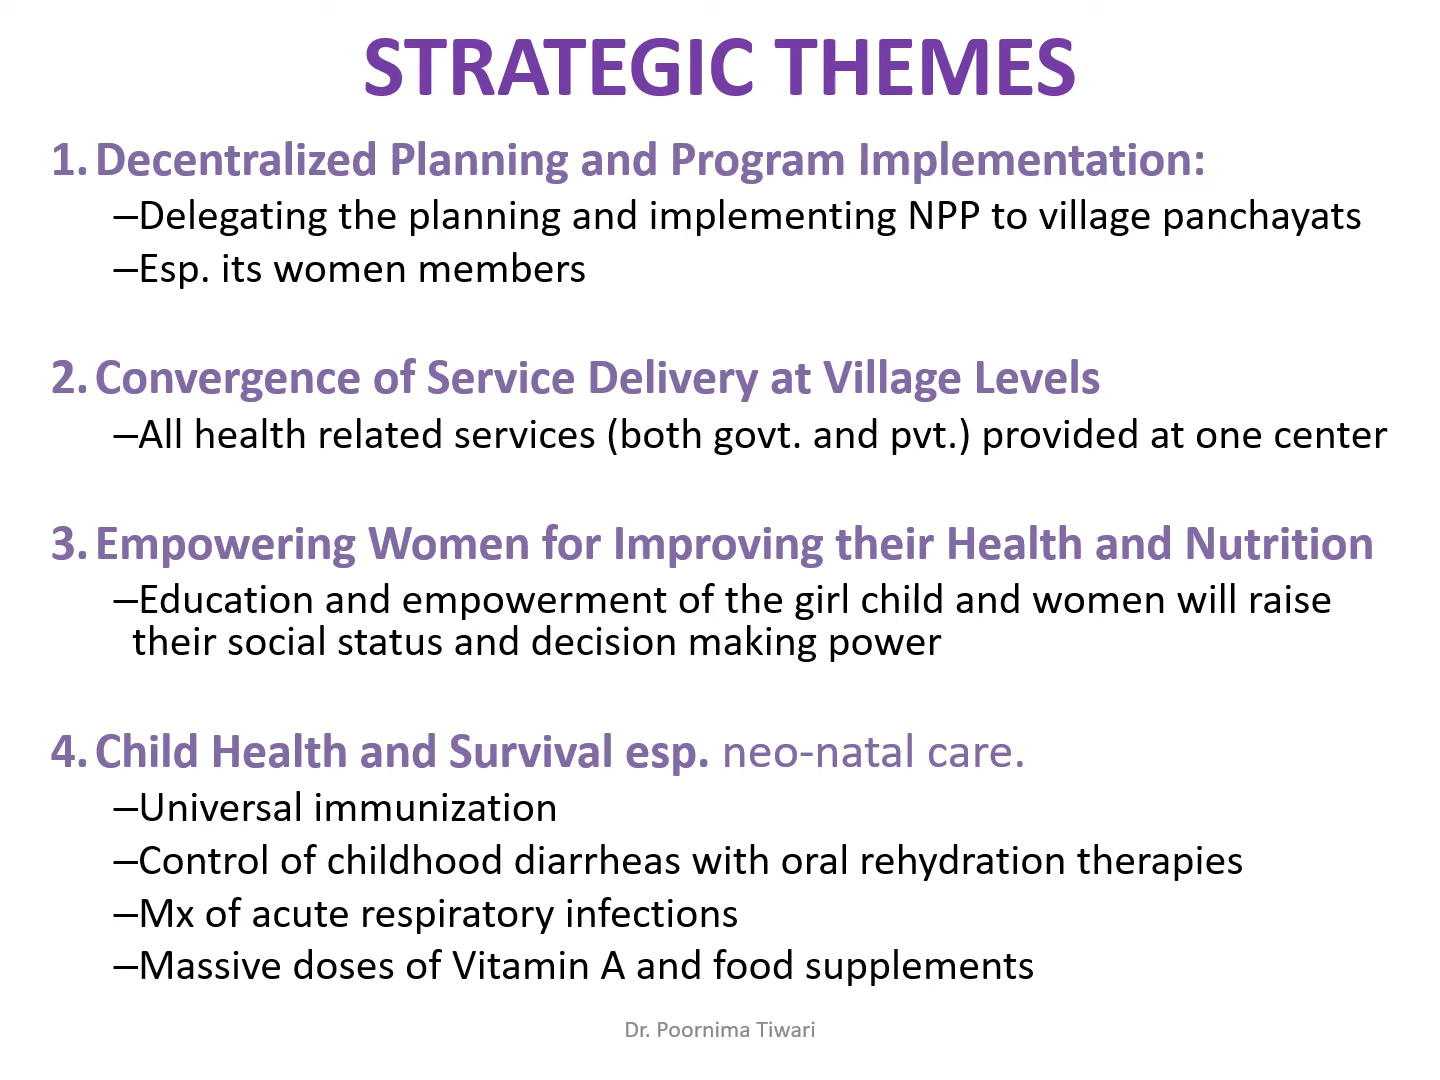 STRATEGIC THEMES
1. Decentralized Planning and Program Implementation:
–Delegating the planning and implementing NPP to village panchayats
–Esp. its women members
2. Convergence of Service Delivery at Village Levels
–All health related services (both govt. and pvt.) provided at one center
3. Empowering Women for Improving their Health and Nutrition
–Education and empowerment of the girl child and women will raise
their social status and decision making power
4. Child Health and Survival esp. neo-natal care.
–Universal immunization
–Control of childhood diarrheas with oral rehydration therapies
–Mx of acute respiratory infections
–Massive doses of Vitamin A and food supplements
Dr. Poornima Tiwari